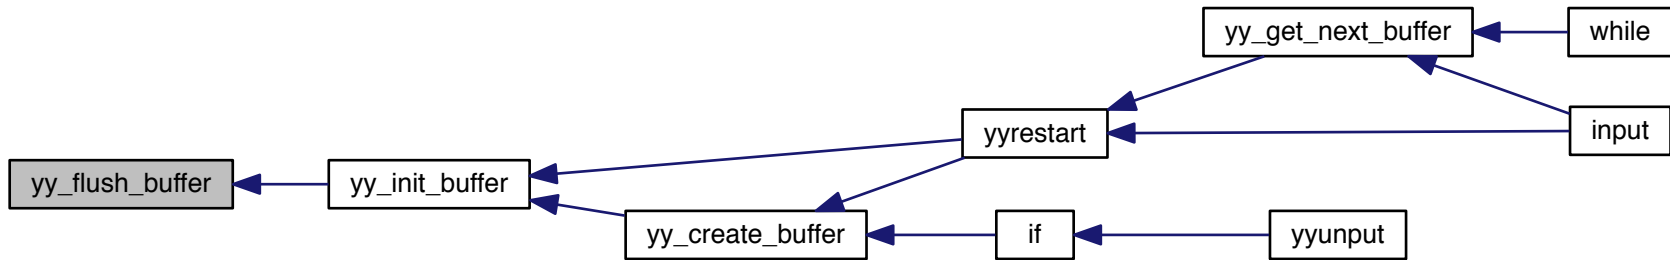 yy_get_next_buffer
while
yyrestart
input
yy_flush_buffer
yy_init_buffer
yy_create_buffer
if
yyunput